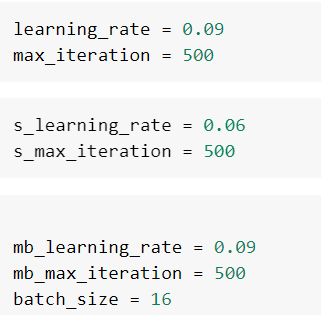 learning_rate = 0.09
max_iteration = 500
s_learning_rate = 0.06
s_max_iteration = 500
mb_learning_rate = 0.09
mb_max_iteration = 500
batch_size = 16